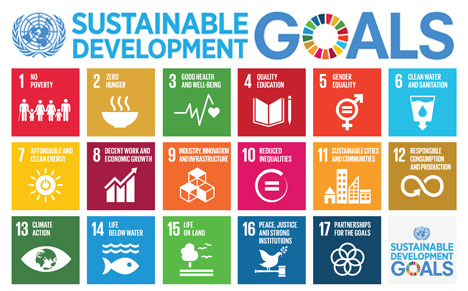 SUSTAINABLE
DEVELOPMENT
GOALS
1 NO
POVERTY
2 ZERO
HUNGER
3 GOOD HEALTH
AND WELL-BEING
4 QUALITY
EDUCATION
5 GENDER
EQUALITY
6 CLEAN WATER
AND SANITATION
7 AFFORDABLE AND
CLEAN ENERGY
8 DECENT WORK AND
ECONOMIC GROWTH
9 INDUSTRY, INNOVATION
AND INFRASTRUCTURE
10 REDUCED
INEQUALITIES
11 SUSTAINABLE CITIES
AND COMMUNITIES
12 RESPONSIBLE
CONSUMPTION
AND PRODUCTION
13 CLIMATE
ACTION
14 LIFE
BELOW WATER
15 LIFE
ON LAND
16 PEACE, JUSTICE
AND STRONG
INSTITUTIONS
17 PARTNERSHIPS
FOR THE GOALS
SUSTAINABLE
DEVELOPMENT
GOALS